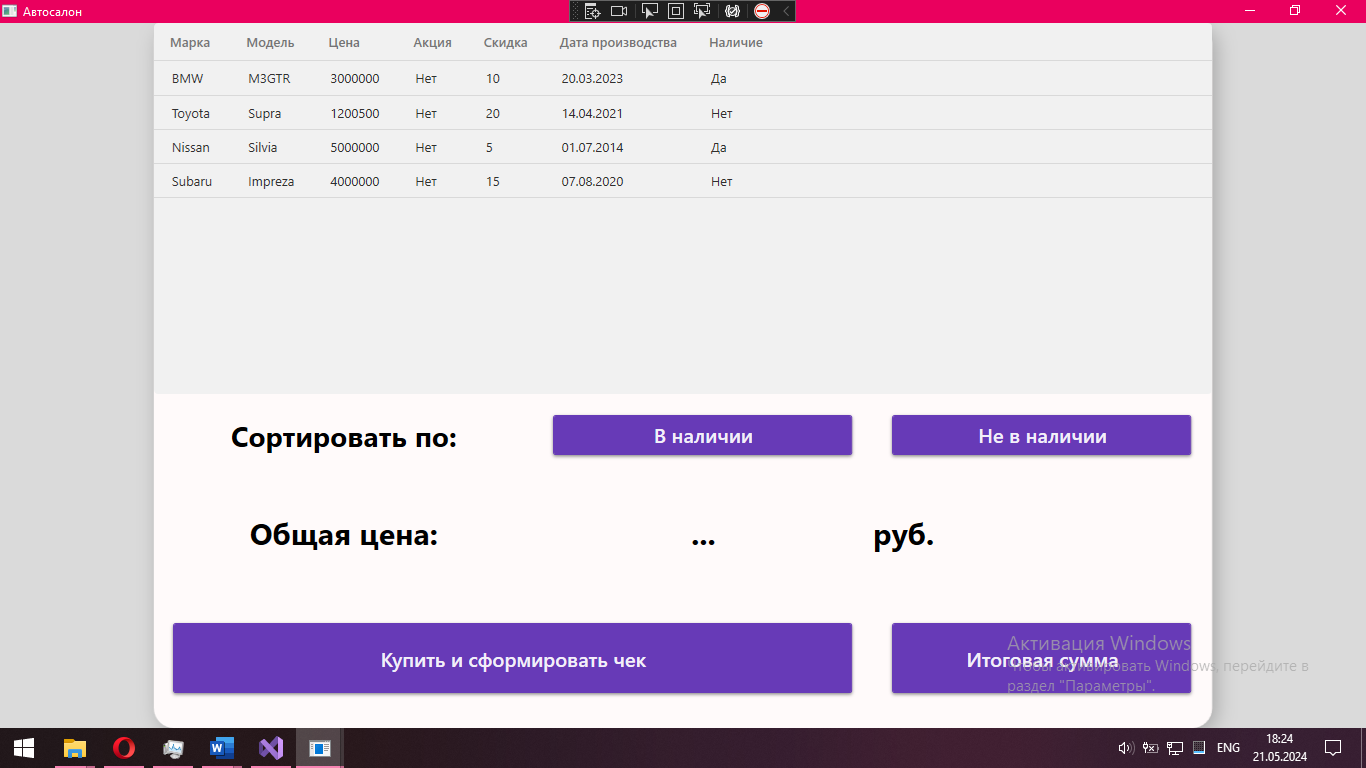 Автосалон
Марка Модель Цена Акция Скидка Дата производства Наличие
BMW M3GTR 3000000 Нет 10 20.03.2023 Да
Toyota Supra 1200500 Нет 20 14.04.2021 Нет
Nissan Silvia 5000000 Нет 5 01.07.2014 Да
Subaru Impreza 4000000 Нет 15 07.08.2020 Нет
Сортировать по: В наличии Не в наличии
Общая цена: ... руб.
Купить и сформировать чек Итоговая сумма
Активация Windows
Чтобы активировать Windows, перейдите в
раздел "Параметры".
ENG 18:24
21.05.2024